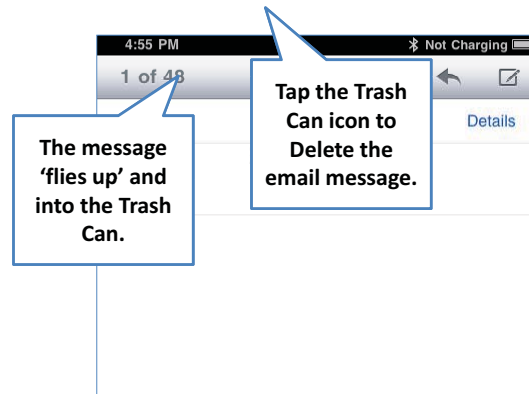 4:55 PM Not Charging
1 of 48
Details
The message
‘flies up’ and
into the Trash
Can.
Tap the Trash
Can icon to
Delete the
email message.